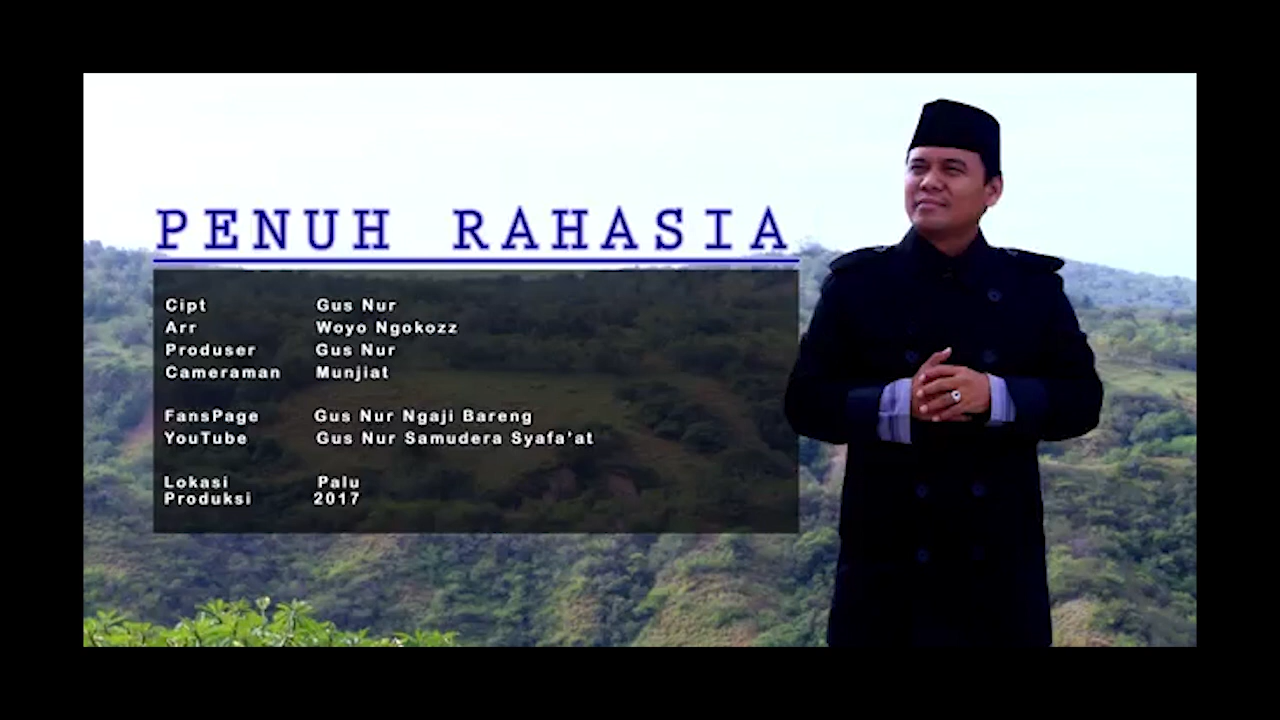 PENUH RAHASIA
Cipt Gus Nur
Arr Woyo Ngokozz
Produser Gus Nur
Cameraman Munjiat
FansPage Gus Nur Ngaji Bareng
YouTube Gus Nur Samudera Syafa'at
Lokasi Palu
Produksi 2017